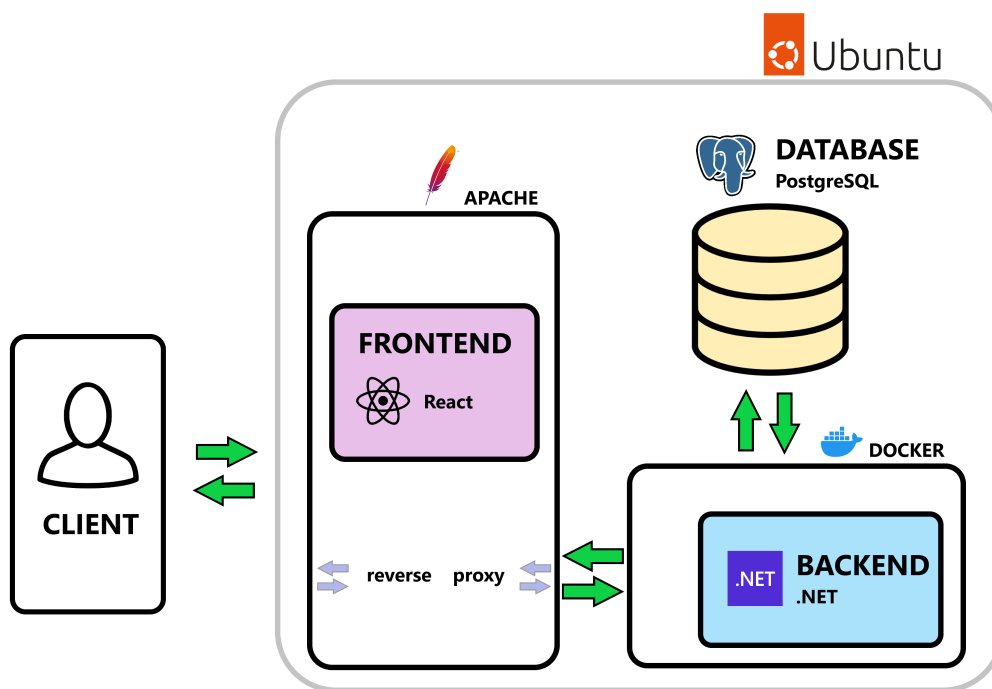 Ubuntu
DATABASE
PostgreSQL
APACHE
FRONTEND
React
CLIENT
reverse proxy
DOCKER
.NET
BACKEND
.NET